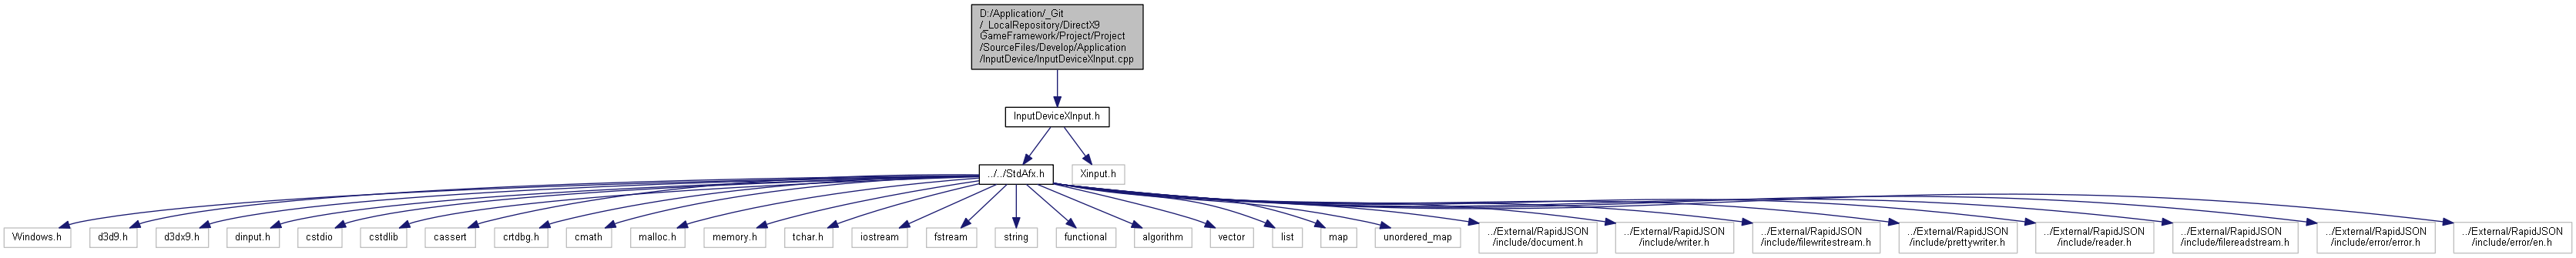 D:/Application/_Git
/_LocalRepository/DirectX9
GameFramework/Project/Project
/SourceFiles/Develop/Application
/InputDevice/InputDeviceXInput.cpp
InputDeviceXInput.h
../../StdAfx.h
Xinput.h
Windows.h
d3d9.h
d3dx9.h
dinput.h
cstdio
cstdlib
cassert
crtdbg.h
cmath
malloc.h
memory.h
tchar.h
iostream
fstream
string
functional
algorithm
vector
list
map
unordered_map
../External/RapidJSON
/include/document.h
../External/RapidJSON
/include/writer.h
../External/RapidJSON
/include/filewritestream.h
../External/RapidJSON
/include/prettywriter.h
../External/RapidJSON
/include/reader.h
../External/RapidJSON
/include/filereadstream.h
../External/RapidJSON
/include/error/error.h
../External/RapidJSON
/include/error/en.h